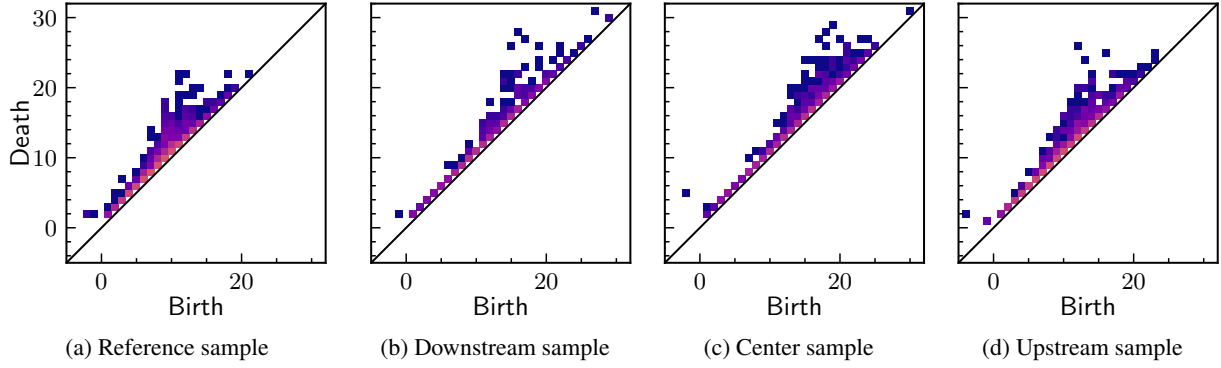 30
20
10
0
Death
0 20
0 20
0 20
0 20
Birth
Birth
Birth
Birth
(a) Reference sample
(b) Downstream sample
(c) Center sample
(d) Upstream sample